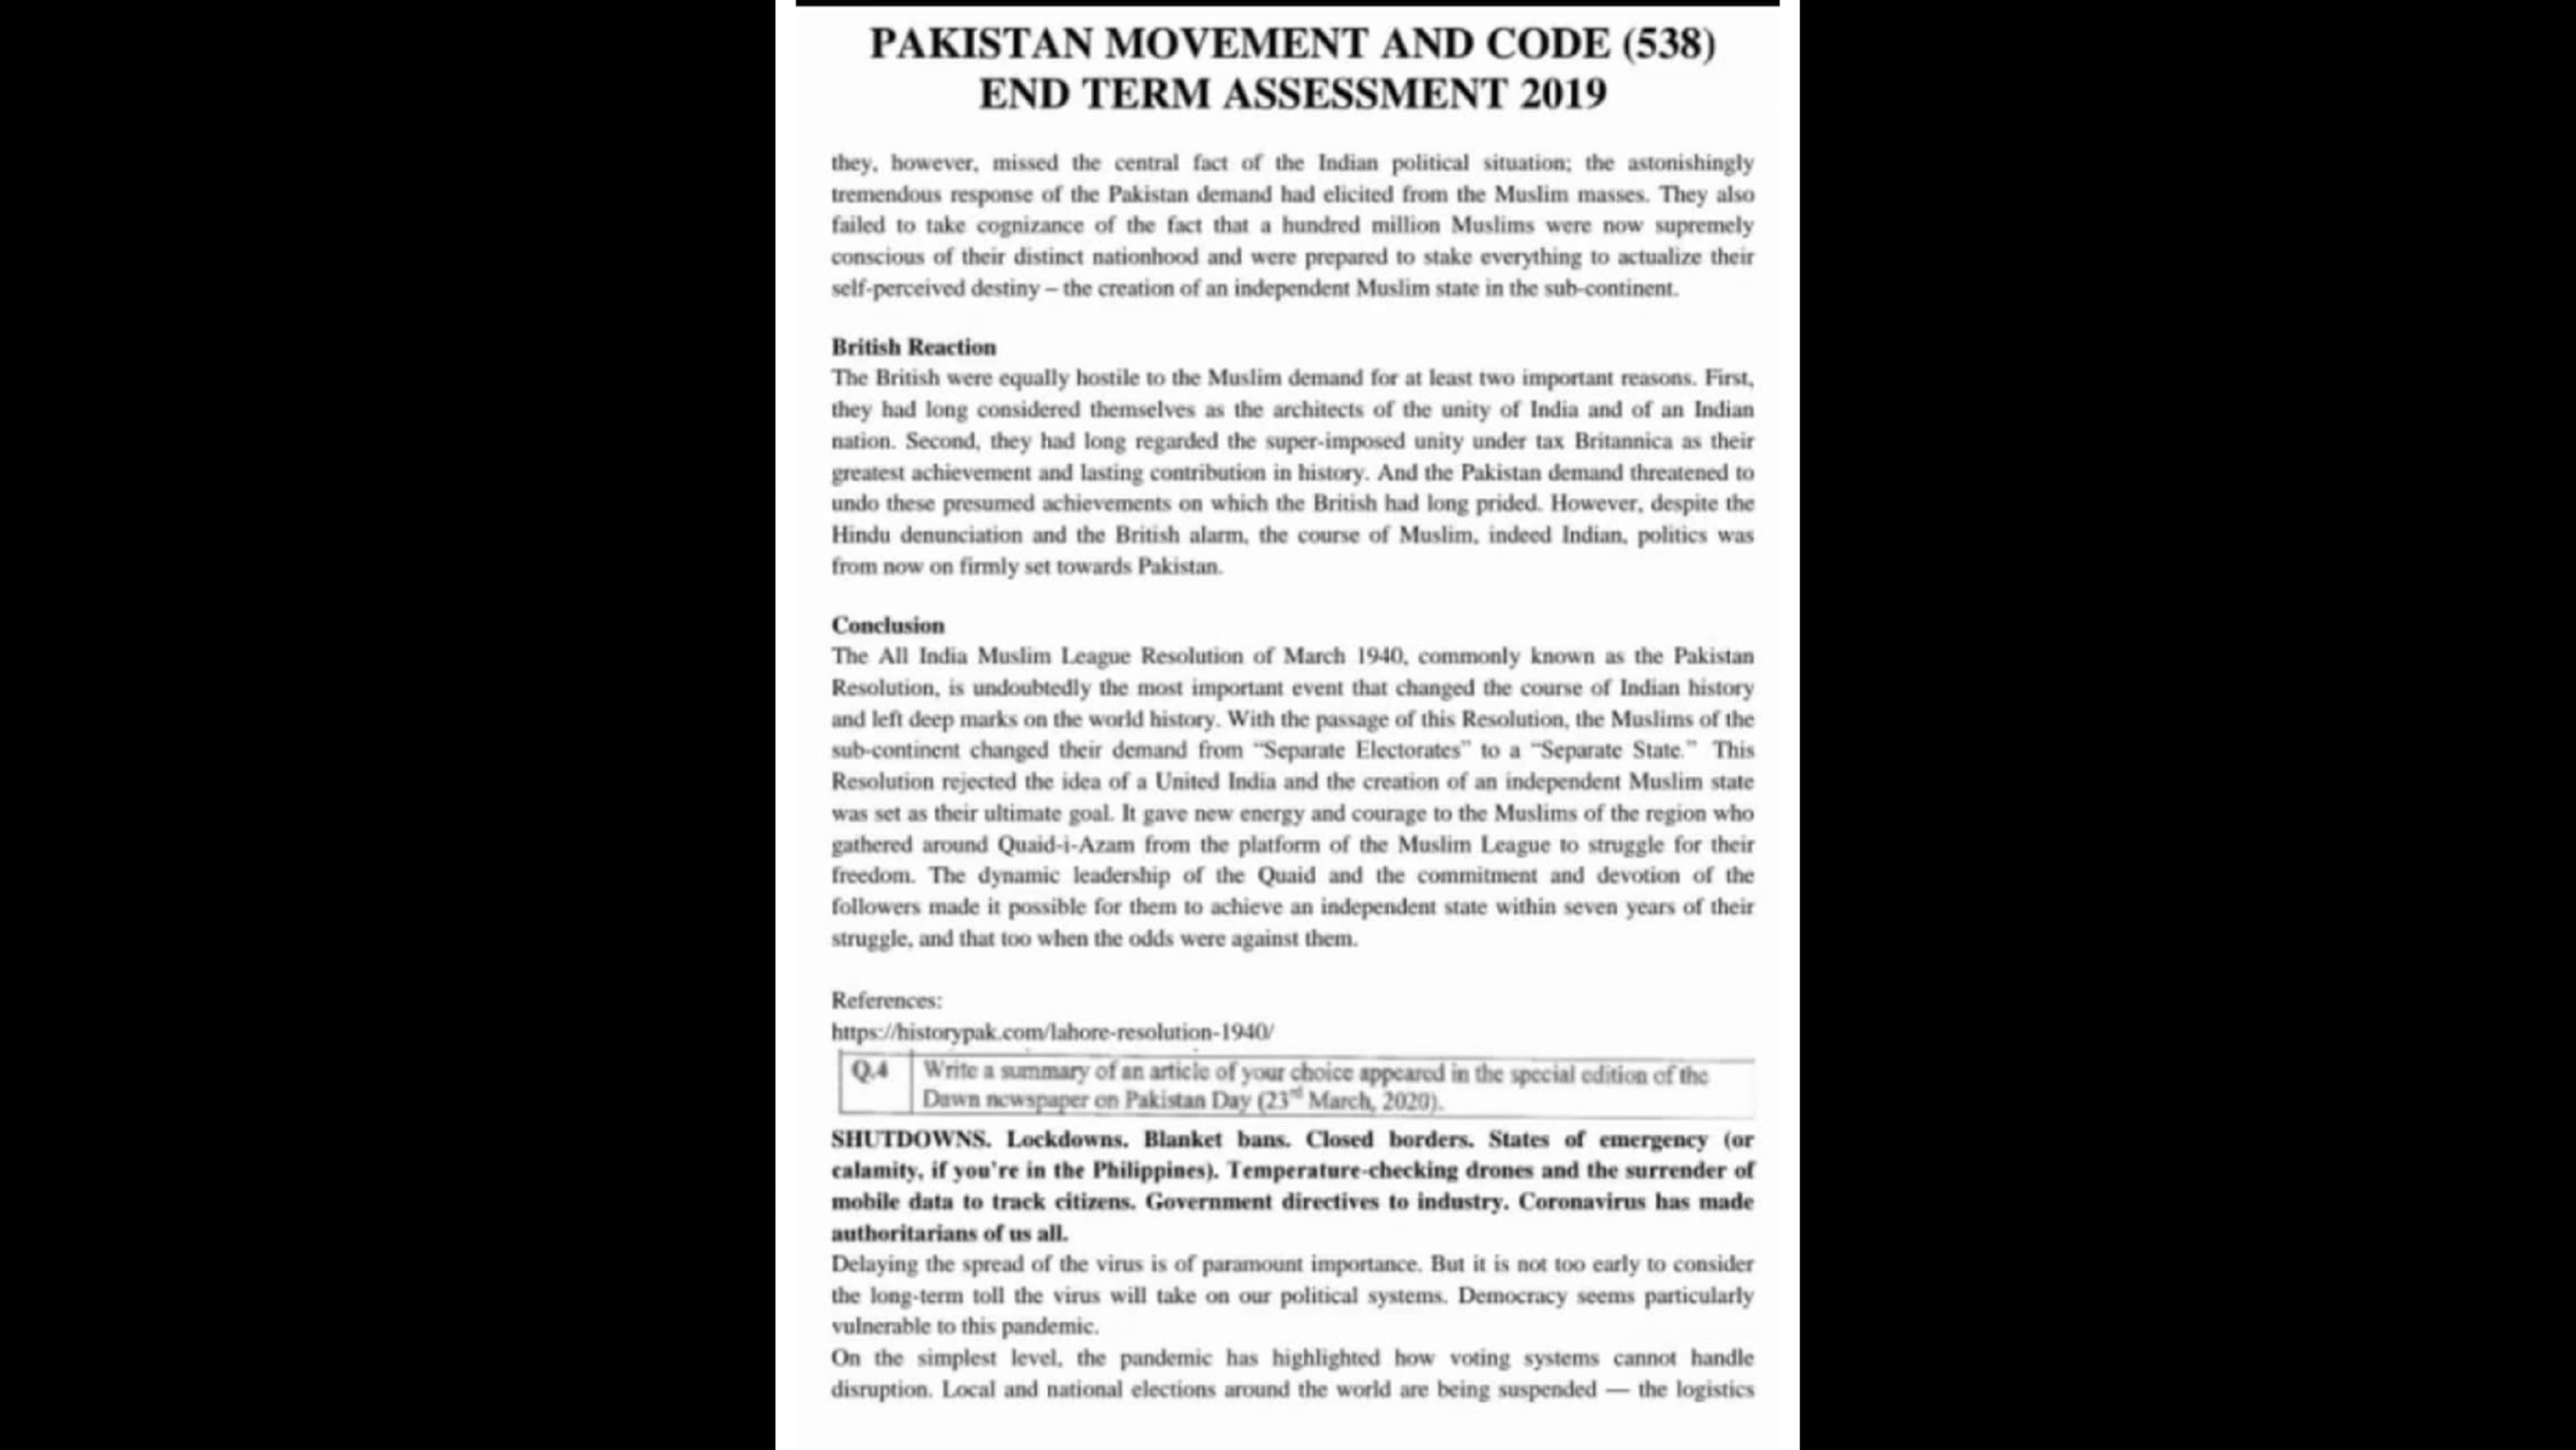 PAKISTAN MOVEMENT AND CODE (538)
END TERM ASSESSMENT 2019
they, however, missed the central fact of the Indian political situation; the astonishingly
tremendous response of the Pakistan demand had elicited from the Muslim masses. They also
failed to take cognizance of the fact that a hundred million Muslims were now supremely
conscious of their distinct nationhood and were prepared to stake everything to actualize their
self-perceived destiny – the creation of an independent Muslim state in the sub-continent.
British Reaction
The British were equally hostile to the Muslim demand for at least two important reasons. First,
they had long considered themselves as the architects of the unity of India and of an Indian
nation. Second, they had long regarded the super-imposed unity under tax Britannica as their
greatest achievement and lasting contribution in history. And the Pakistan demand threatened to
undo these presumed achievements on which the British had long prided. However, despite the
Hindu denunciation and the British alarm, the course of Muslim, indeed Indian, politics was
from now on firmly set towards Pakistan.
Conclusion
The All India Muslim League Resolution of March 1940, commonly known as the Pakistan
Resolution, is undoubtedly the most important event that changed the course of Indian history
and left deep marks on the world history. With the passage of this Resolution, the Muslims of the
sub-continent changed their demand from “Separate Electorates” to a “Separate State.” This
Resolution rejected the idea of a United India and the creation of an independent Muslim state
was set as their ultimate goal. It gave new energy and courage to the Muslims of the region who
gathered around Quaid-i-Azam from the platform of the Muslim League to struggle for their
freedom. The dynamic leadership of the Quaid and the commitment and devotion of the
followers made it possible for them to achieve an independent state within seven years of their
struggle, and that too when the odds were against them.
References:
https://historypak.com/lahore-resolution-1940/
Q.4 Write a summary of an article of your choice appeared in the special edition of the
Dawn newspaper on Pakistan Day (23rd March, 2020).
SHUTDOWNS. Lockdowns. Blanket bans. Closed borders. States of emergency (or
calamity, if you're in the Philippines). Temperature-checking drones and the surrender of
mobile data to track citizens. Government directives to industry. Coronavirus has made
authoritarians of us all.
Delaying the spread of the virus is of paramount importance. But it is not too early to consider
the long-term toll the virus will take on our political systems. Democracy seems particularly
vulnerable to this pandemic.
On the simplest level, the pandemic has highlighted how voting systems cannot handle
disruption. Local and national elections around the world are being suspended — the logistics